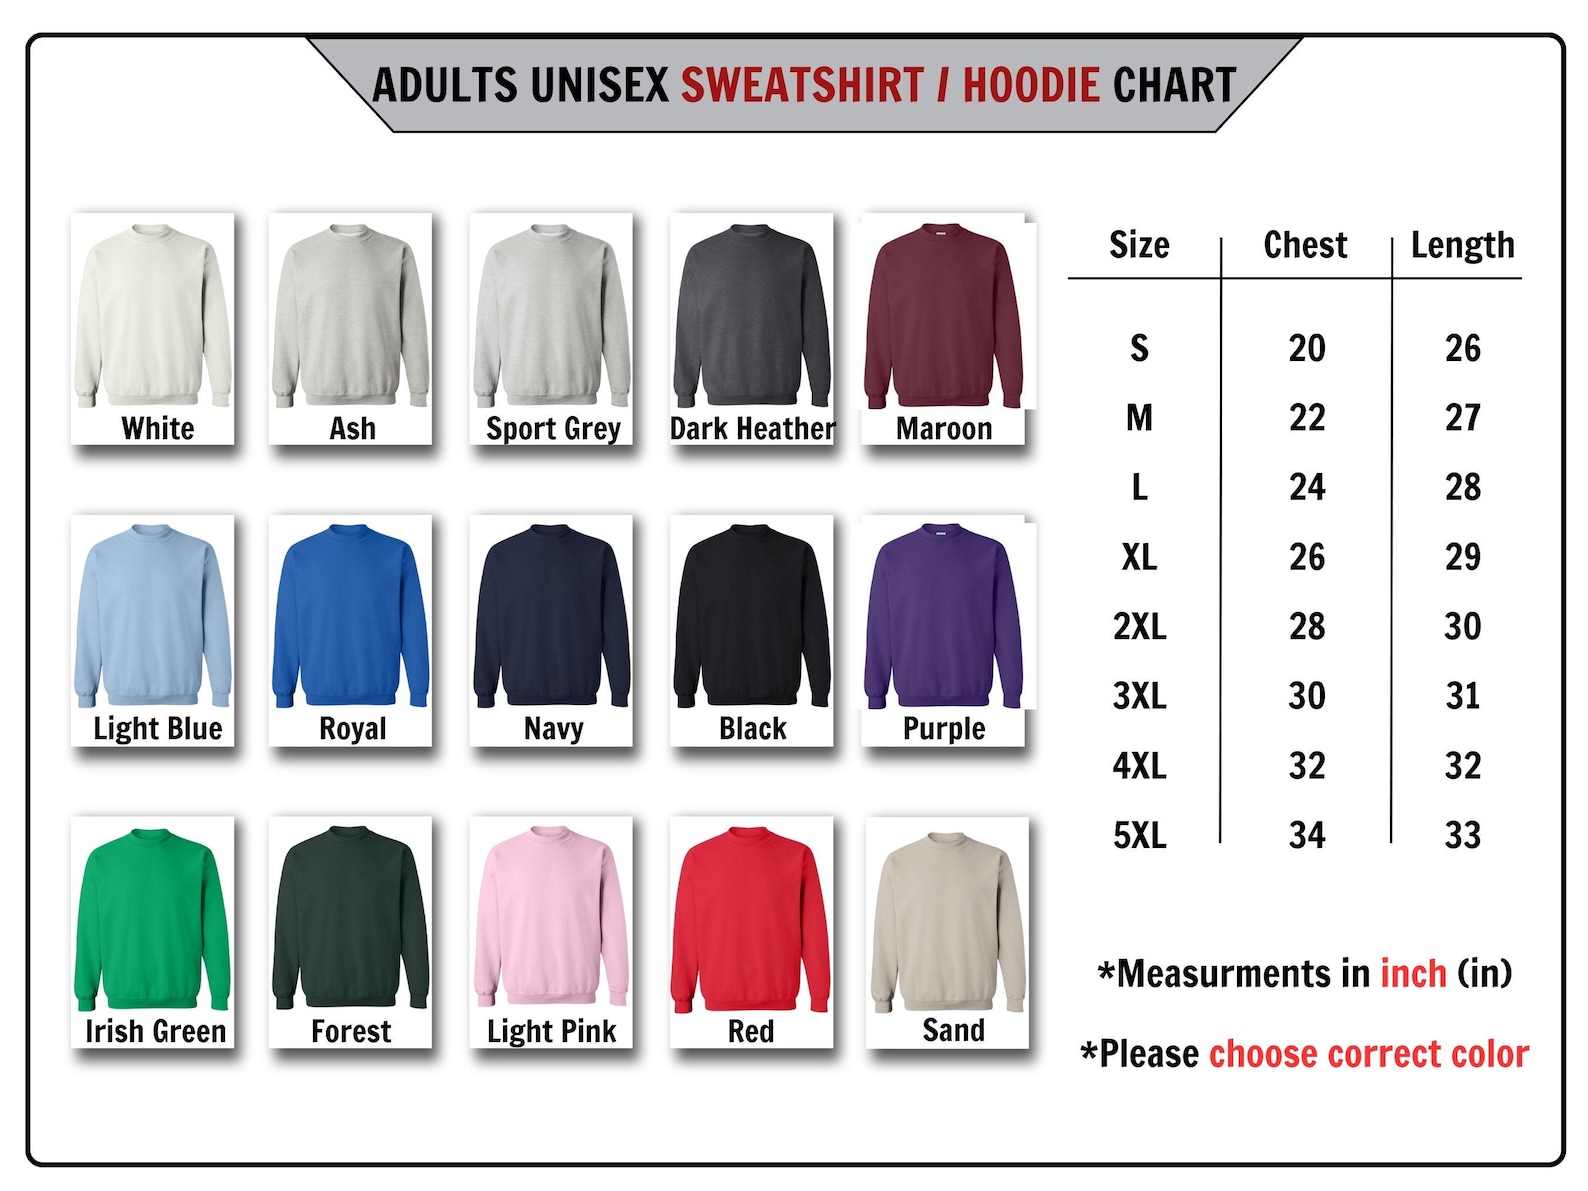 ADULTS UNISEX SWEATSHIRT / HOODIE CHART
White
Ash
Sport Grey
Dark Heather
Maroon
Light Blue
Royal
Navy
Black
Purple
Irish Green
Forest
Light Pink
Red
Sand
Size Chest Length
S 20 26
M 22 27
L 24 28
XL 26 29
2XL 28 30
3XL 30 31
4XL 32 32
5XL 34 33
*Measurments in inch (in)
*Please choose correct color